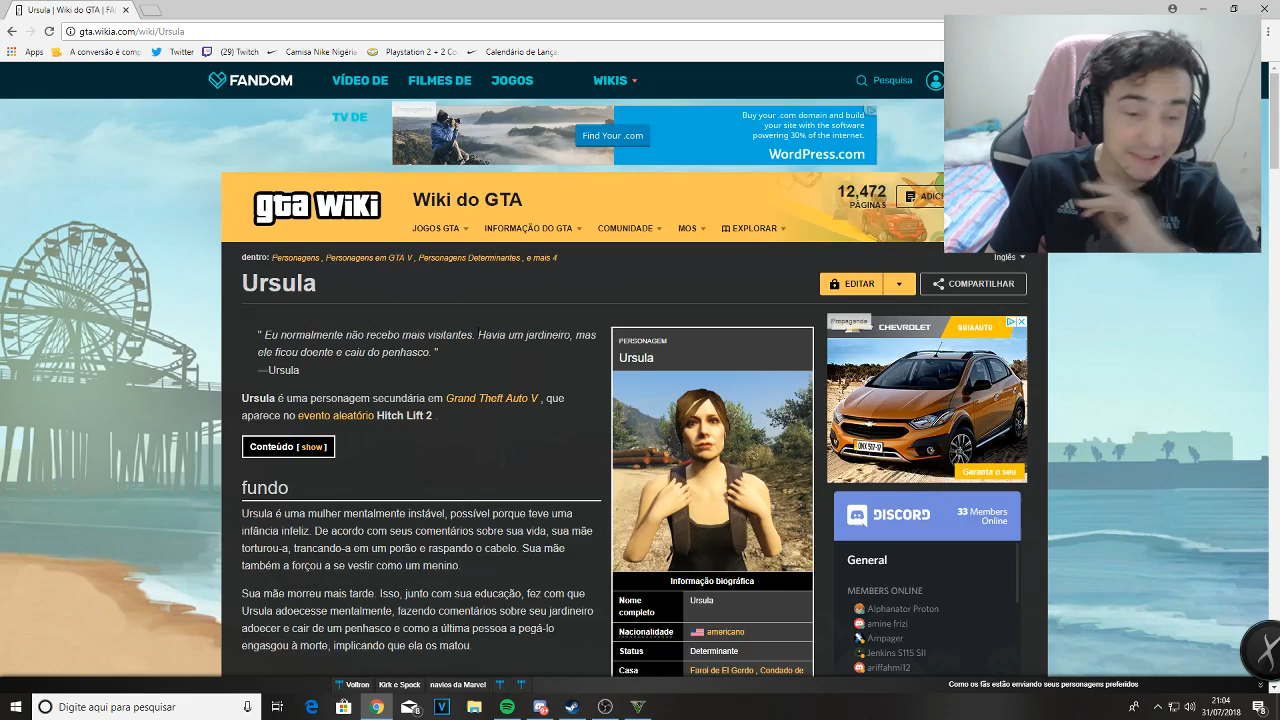 gta.wikia.com/wiki/Ursula
Apps
A conversão é comp
Twitter
(29) Twitch
Camisa Nike Nigéria
Playstation 2 + 2 Co
Calendário de Lança
FANDOM
VÍDEO DE
FILMES DE
JOGOS
WIKIS
Pesquisa
TV DE
Propaganda
Find Your .com
Buy your .com domain and build
your site with the software
powering 30% of the internet.
WordPress.com
gta wiki
Wiki do GTA
12,472
PÁGINAS
ADICI
JOGOS GTA
INFORMAÇÃO DO GTA
COMUNIDADE
MOS
EXPLORAR
dentro: Personagens , Personagens em GTA V , Personagens Determinantes , e mais 4
Inglês
Ursula
EDITAR
COMPARTILHAR
" Eu normalmente não recebo mais visitantes. Havia um jardineiro, mas
ele ficou doente e caiu do penhasco. "
—Ursula
Ursula é uma personagem secundária em Grand Theft Auto V , que
aparece no evento aleatório Hitch Lift 2 .
Conteúdo [ show ]
fundo
Ursula é uma mulher mentalmente instável, possível porque teve uma
infância infeliz. De acordo com seus comentários sobre sua vida, sua mãe
torturou-a, trancando-a em um porão e raspando o cabelo. Sua mãe
também a forçou a se vestir como um menino.
Sua mãe morreu mais tarde. Isso, junto com sua educação, fez com que
Ursula adoecesse mentalmente, fazendo comentários sobre seu jardineiro
adoecer e cair de um penhasco e como a última pessoa a pegá-lo
engasgou à morte, implicando que ela os matou.
PERSONAGEM
Ursula
Informação biográfica
Nome
completo
Ursula
Nacionalidade
americano
Status
Determinante
Casa
Farol de El Gordo , Condado de
Propaganda
CHEVROLET
GUIAAUTO
Garanta o seu
DISCORD
33 Members
Online
General
MEMBERS ONLINE
Alphanator Proton
amine frizi
Ampager
Jenkins S115 SII
ariffahmi12
Voltron
Kirk e Spock
navios da Marvel
Como os fãs estão enviando seus personagens preferidos
Digite aqui para pesquisar
21:04
31/07/2018